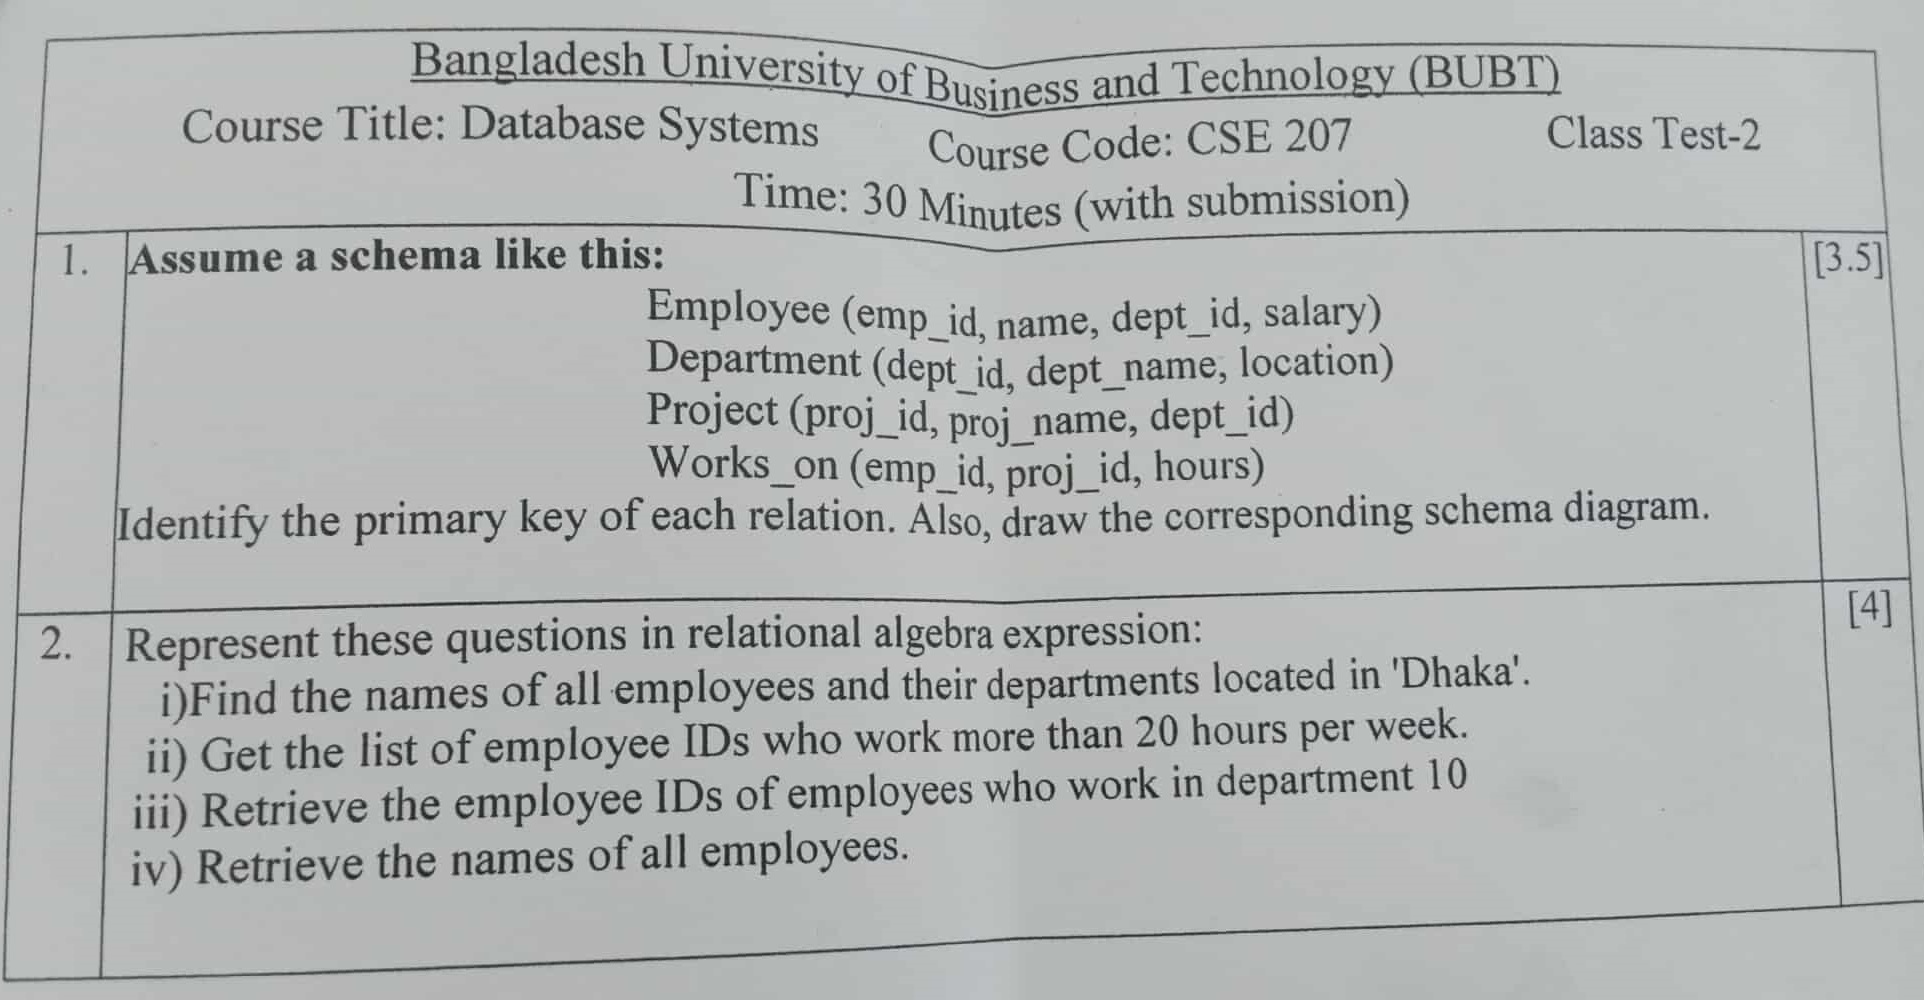 Bangladesh University of Business and Technology (BUBT)
Course Title: Database Systems Course Code: CSE 207 Class Test-2
Time: 30 Minutes (with submission)
1. Assume a schema like this: [3.5]
Employee (emp_id, name, dept_id, salary)
Department (dept_id, dept_name, location)
Project (proj_id, proj_name, dept_id)
Works_on (emp_id, proj_id, hours)
Identify the primary key of each relation. Also, draw the corresponding schema diagram.
2. Represent these questions in relational algebra expression: [4]
i)Find the names of all employees and their departments located in 'Dhaka'.
ii) Get the list of employee IDs who work more than 20 hours per week.
iii) Retrieve the employee IDs of employees who work in department 10
iv) Retrieve the names of all employees.